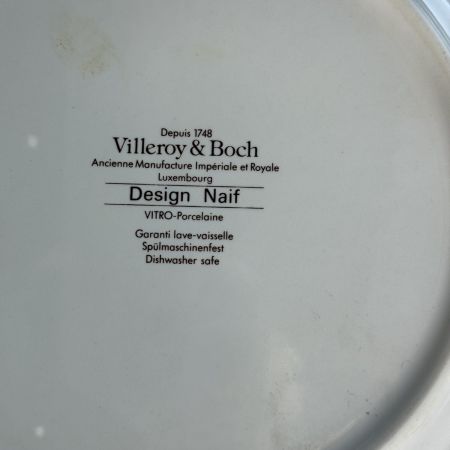 Depuis 1748
Villeroy & Boch
Ancienne Manufacture Impériale et Royale
Luxembourg
Design Naif
VITRO-Porcelaine
Garanti lave-vaisselle
Spülmaschinenfest
Dishwasher safe